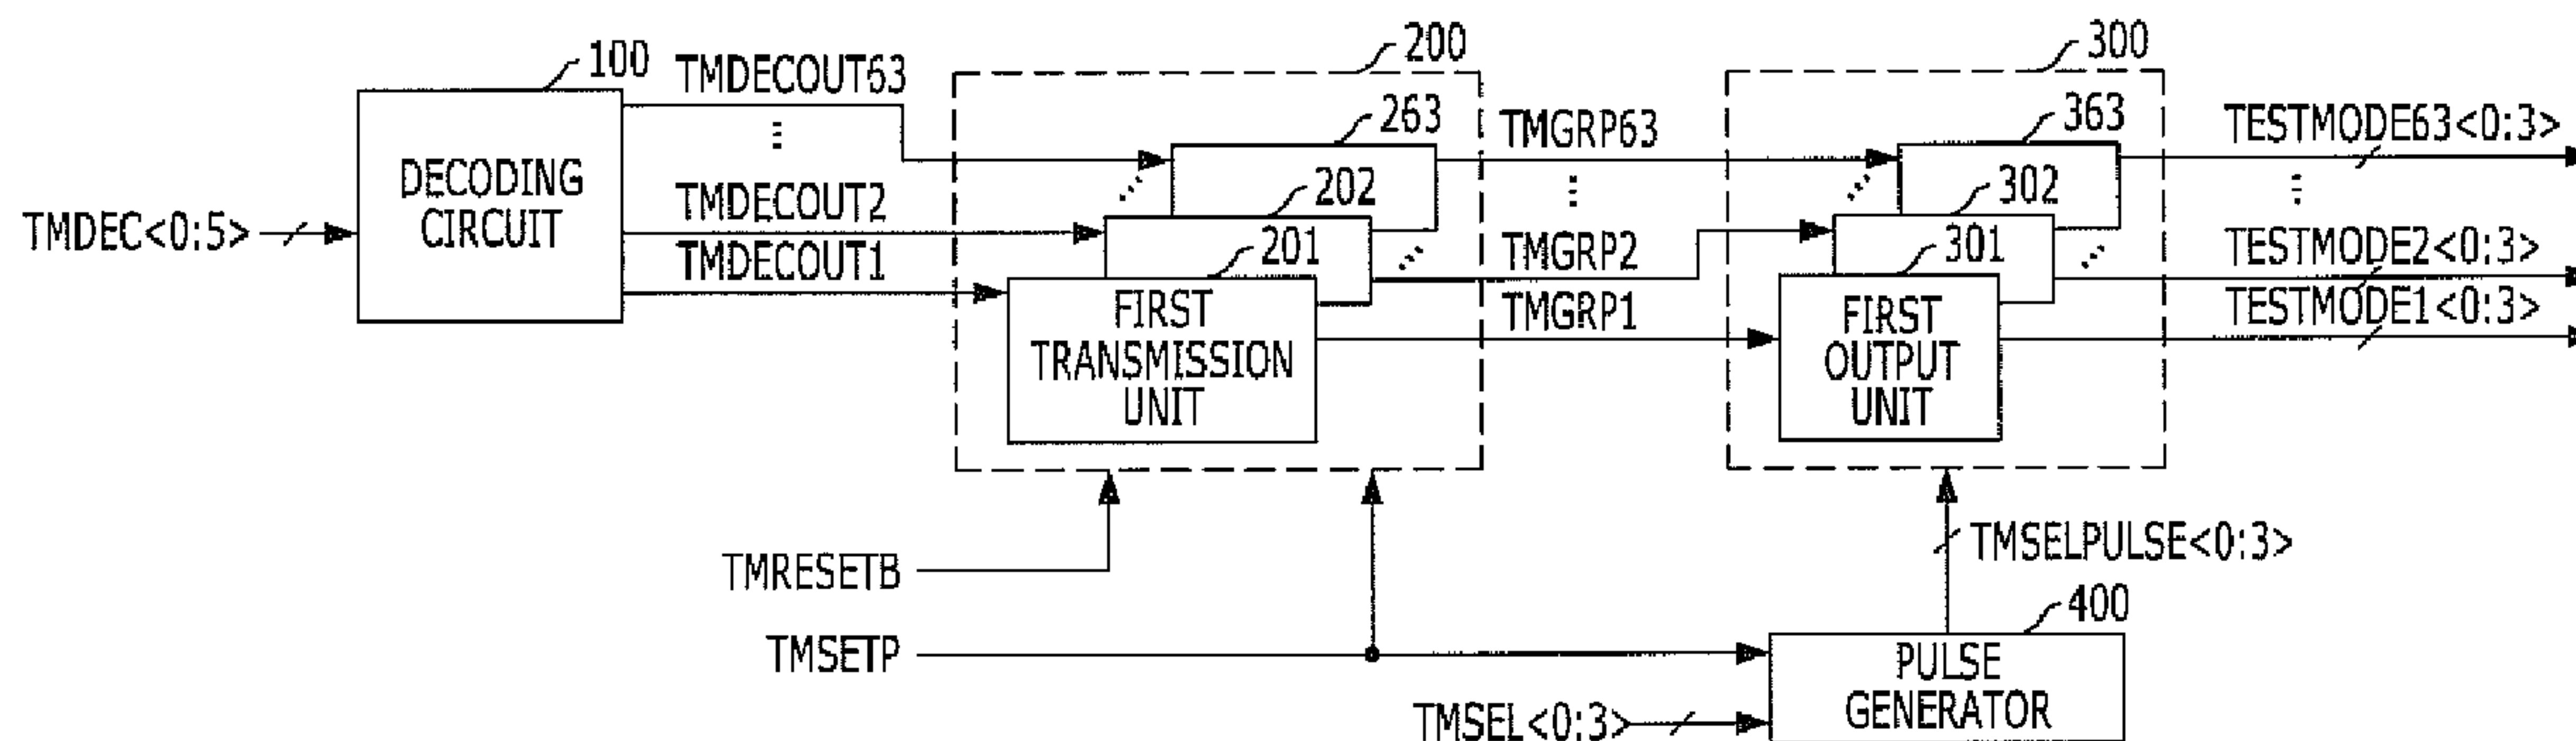 100
TMDECOUT63
200
300
263
TMGRP63
363
TESTMODE63<0:3>
DECODING
CIRCUIT
TMDEC<0:5>
TMDECOUT2
202
302
TMDECOUT1
201
TMGRP2
301
TESTMODE2<0:3>
FIRST
TRANSMISSION
UNIT
TMGRP1
FIRST
OUTPUT
UNIT
TESTMODE1<0:3>
TMRESETB
TMSELPULSE<0:3>
TMSETP
400
PULSE
GENERATOR
TMSEL<0:3>